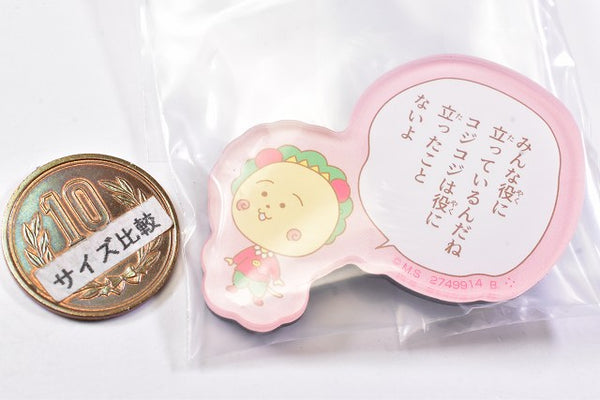 10
サイズ比較
みんな役に
立っているんだね
コジコジは役に
立ったこと
ないよ
©M.S. 2749914 B